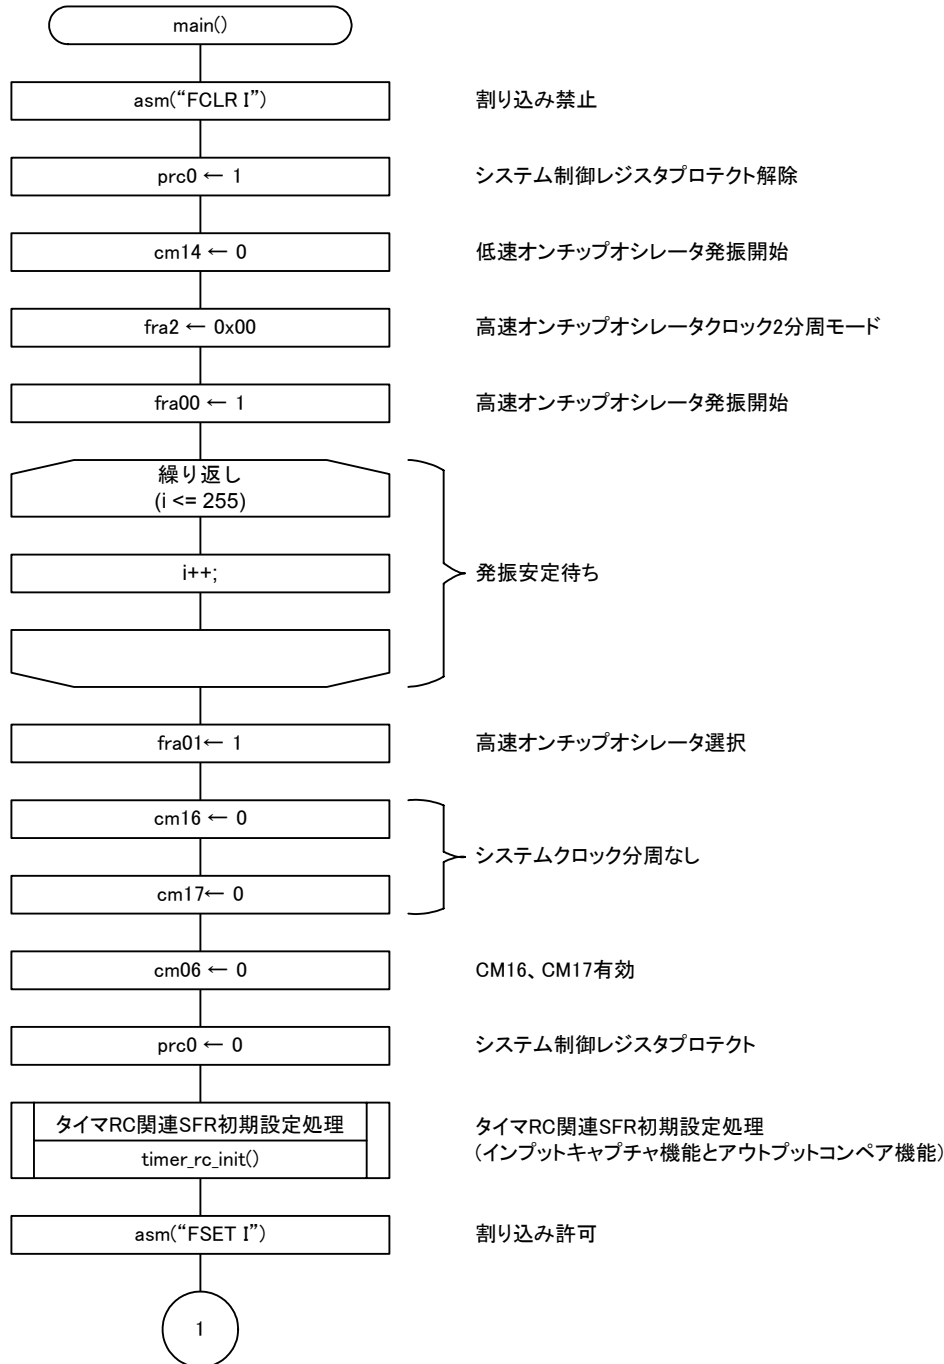 main()
asm(“FCLR I”)
割り込み禁止
prc0 ← 1
システム制御レジスタプロテクト解除
cm14 ← 0
低速オンチップオシレータ発振開始
fra2 ← 0x00
高速オンチップオシレータクロック2分周モード
fra00 ← 1
高速オンチップオシレータ発振開始
繰り返し
(i <= 255)
i++;
発振安定待ち
fra01← 1
高速オンチップオシレータ選択
cm16 ← 0
cm17← 0
システムクロック分周なし
cm06 ← 0
CM16、CM17有効
prc0 ← 0
システム制御レジスタプロテクト
タイマRC関連SFR初期設定処理
timer_rc_init()
タイマRC関連SFR初期設定処理
(インプットキャプチャ機能とアウトプットコンペア機能)
asm(“FSET I”)
割り込み許可
1